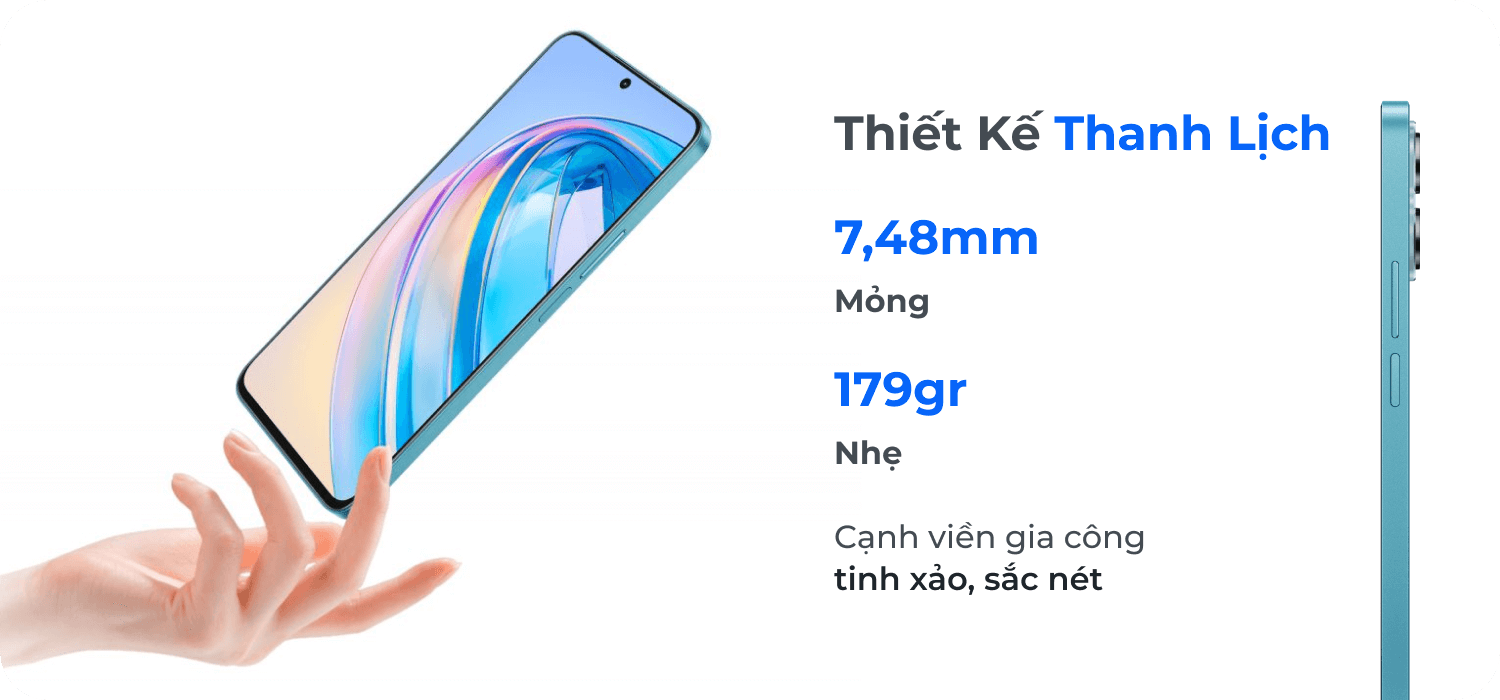 Thiết Kế Thanh Lịch
7,48mm
Mỏng
179gr
Nhẹ
Cạnh viền gia công
tinh xảo, sắc nét